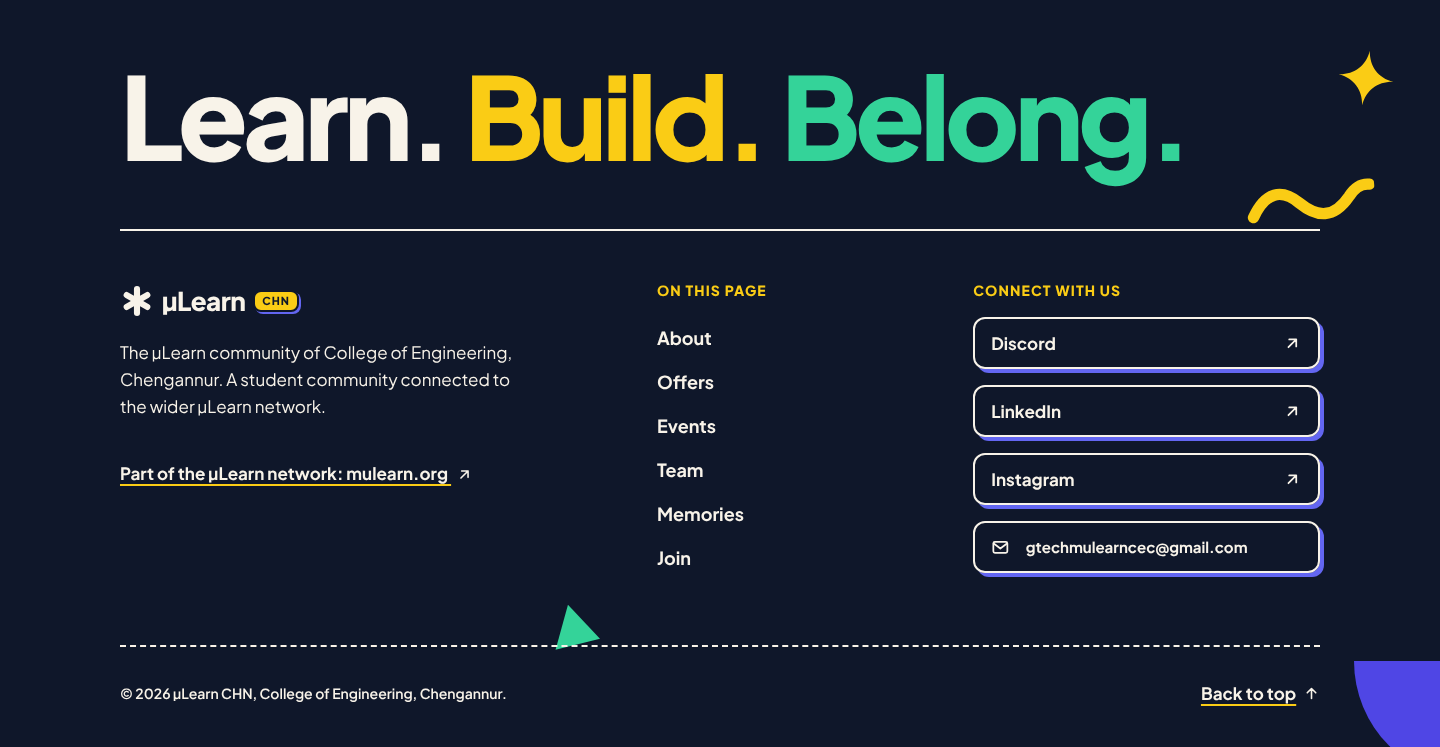 Learn. Build. Belong.
µLearn CHN
The µLearn community of College of Engineering,
Chengannur. A student community connected to
the wider µLearn network.
Part of the µLearn network: mulearn.org
ON THIS PAGE
About
Offers
Events
Team
Memories
Join
CONNECT WITH US
Discord
LinkedIn
Instagram
gtechmulearncec@gmail.com
© 2026 µLearn CHN, College of Engineering, Chengannur.
Back to top